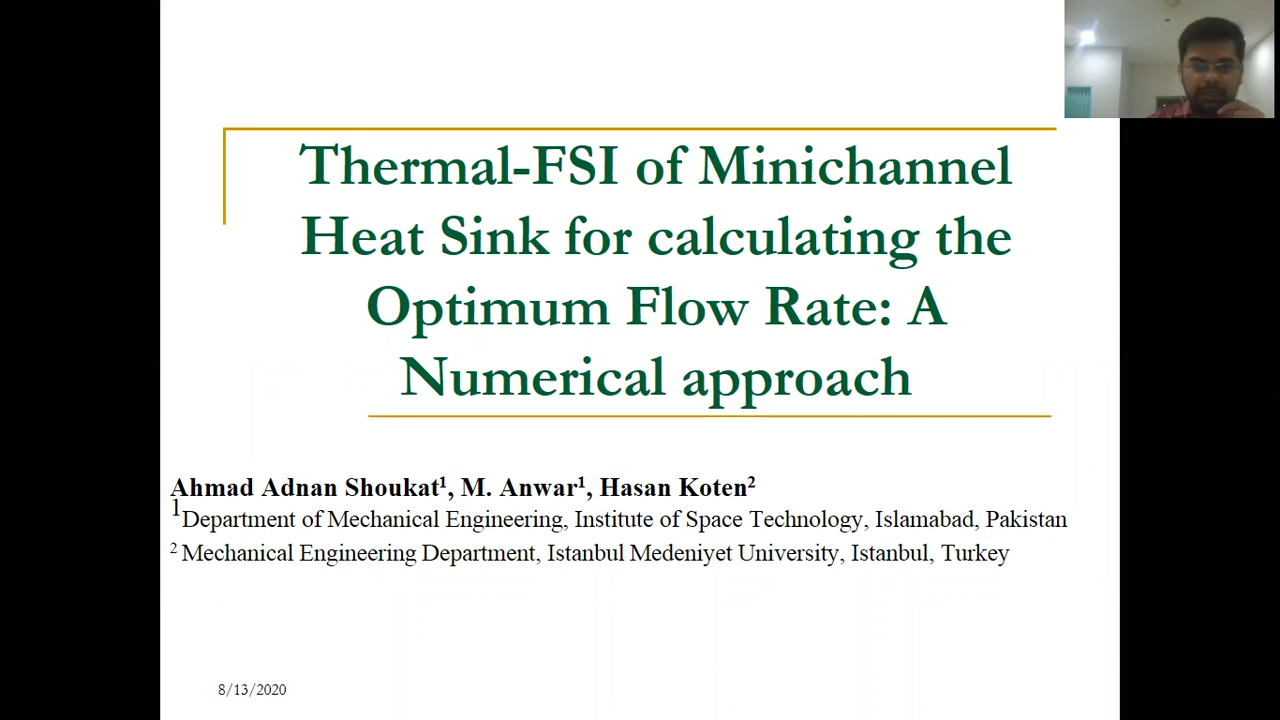 Thermal-FSI of Minichannel
Heat Sink for calculating the
Optimum Flow Rate: A
Numerical approach
Ahmad Adnan Shoukat¹, M. Anwar¹, Hasan Koten²
¹Department of Mechanical Engineering, Institute of Space Technology, Islamabad, Pakistan
² Mechanical Engineering Department, Istanbul Medeniyet University, Istanbul, Turkey
8/13/2020